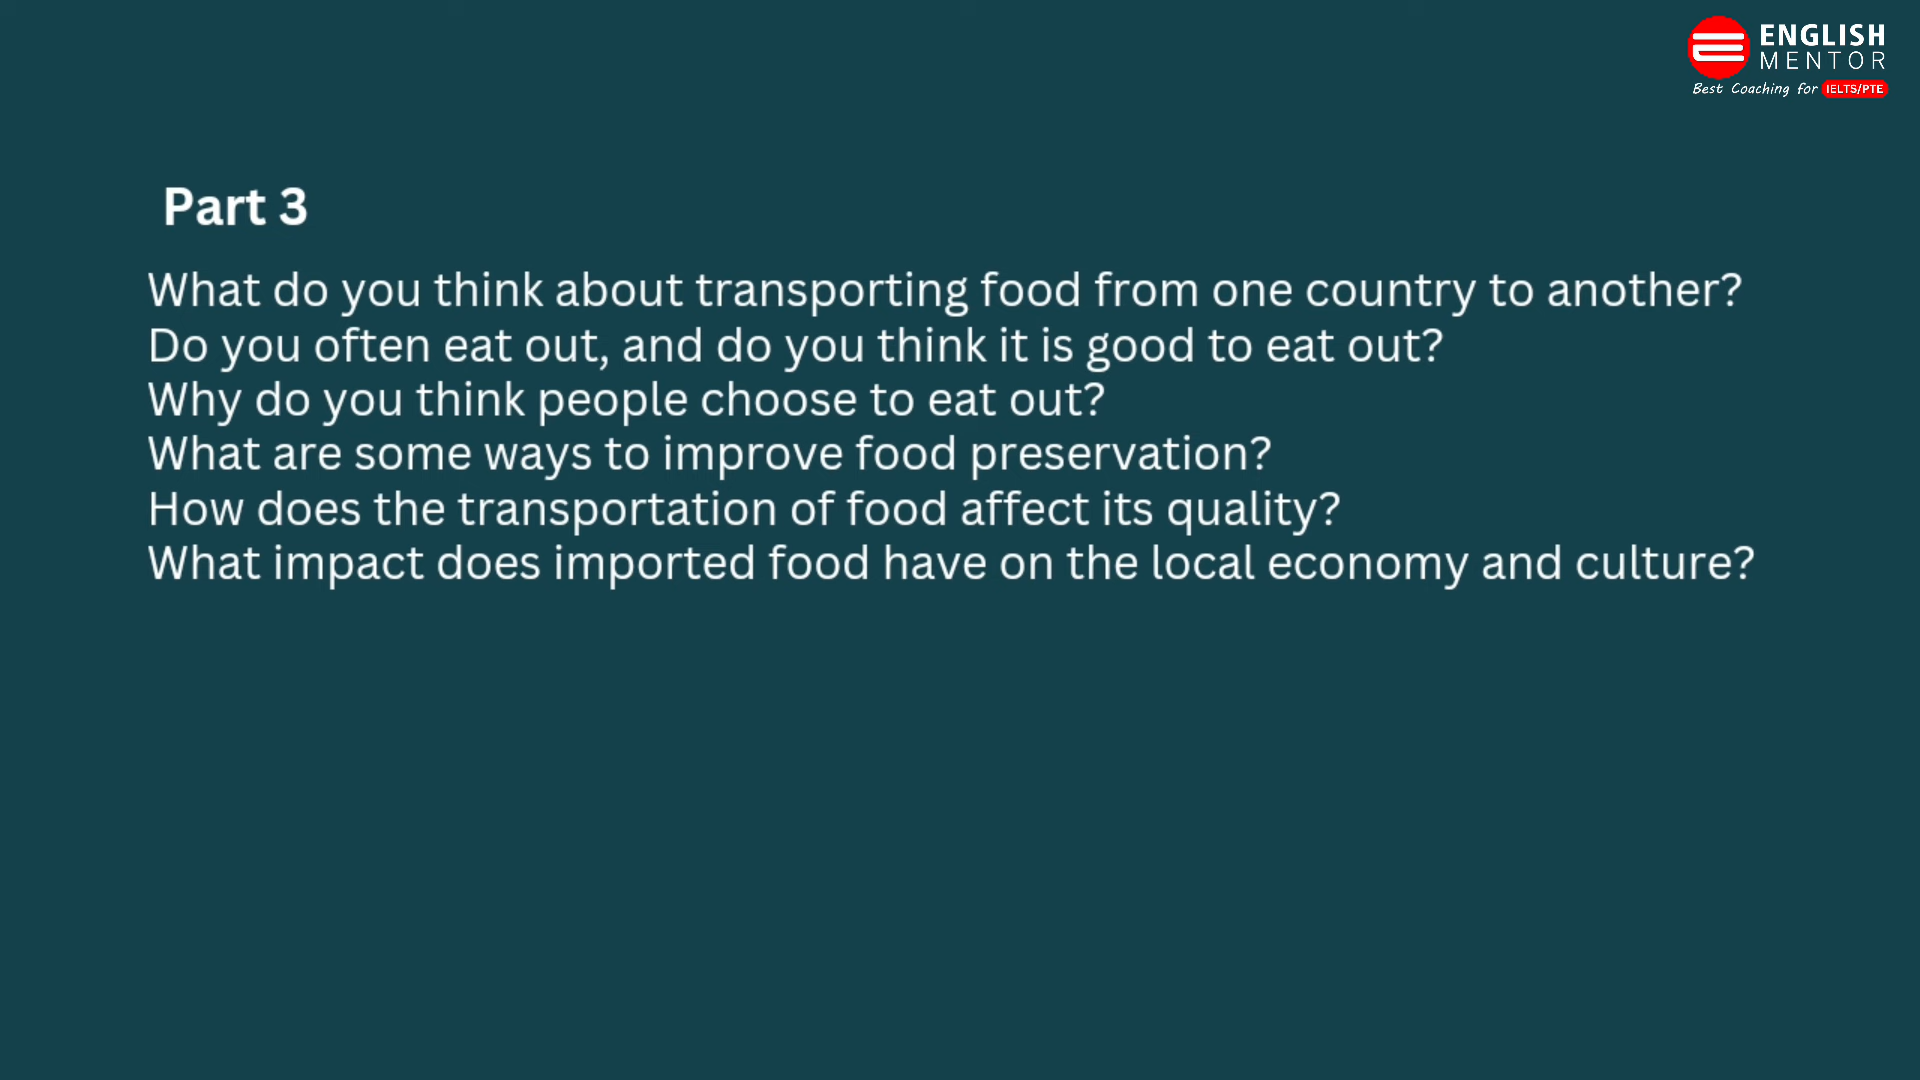 ENGLISH
MENTOR
Best Coaching for IELTS/PTE
Part 3
What do you think about transporting food from one country to another?
Do you often eat out, and do you think it is good to eat out?
Why do you think people choose to eat out?
What are some ways to improve food preservation?
How does the transportation of food affect its quality?
What impact does imported food have on the local economy and culture?